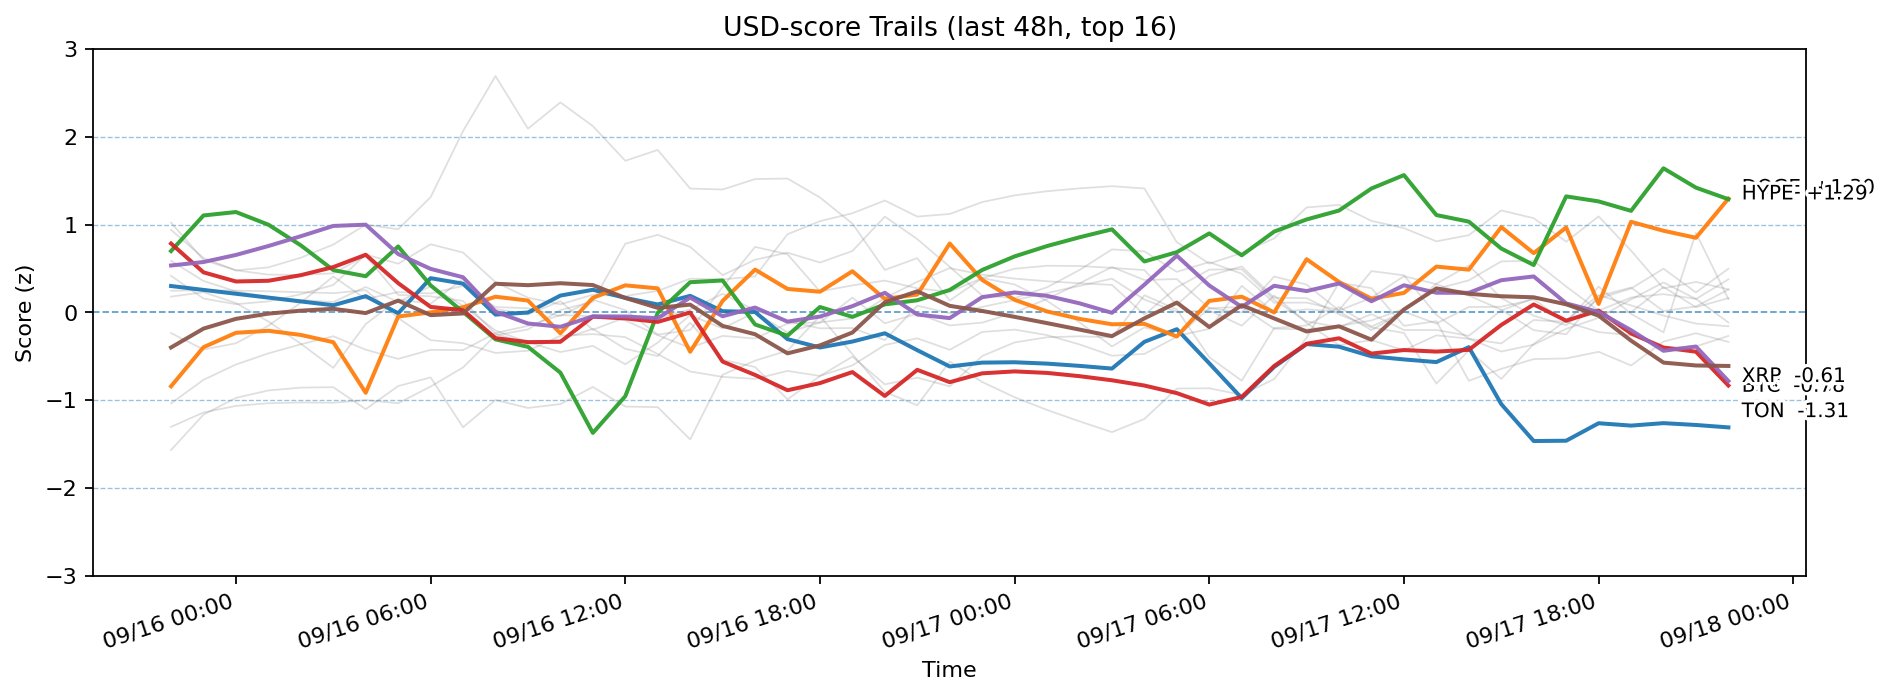 USD-score Trails (last 48h, top 16)
Score (z)
3
2
1
0
−1
−2
−3
HYPE +1.29
XRP -0.61
BTC -0.78
TON -1.31
09/16 00:00
09/16 06:00
09/16 12:00
09/16 18:00
09/17 00:00
09/17 06:00
09/17 12:00
09/17 18:00
09/18 00:00
Time